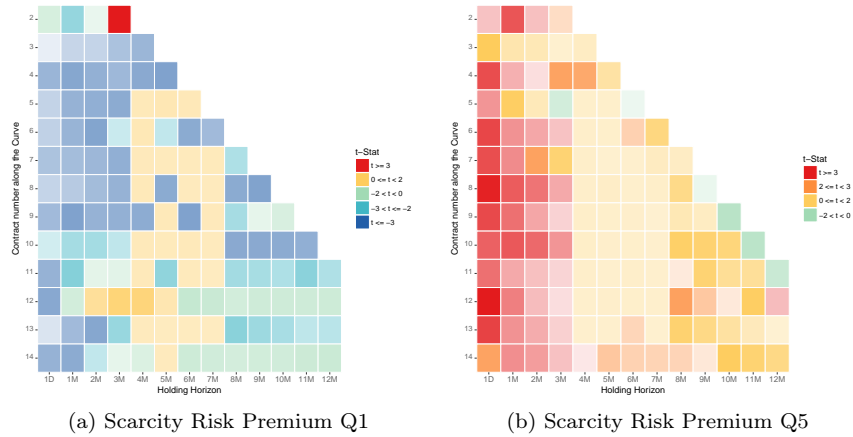 2
3
4
5
6
7
8
9
10
11
12
13
14
Contract number along the Curve
1D 1M 2M 3M 4M 5M 6M 7M 8M 9M 10M 11M 12M
Holding Horizon
t−Stat
t >= 3
0 <= t < 2
−2 < t < 0
−3 < t <= −2
t <= −3
(a) Scarcity Risk Premium Q1
2
3
4
5
6
7
8
9
10
11
12
13
14
Contract number along the Curve
1D 1M 2M 3M 4M 5M 6M 7M 8M 9M 10M 11M 12M
Holding Horizon
t−Stat
t >= 3
2 <= t < 3
0 <= t < 2
−2 < t < 0
(b) Scarcity Risk Premium Q5